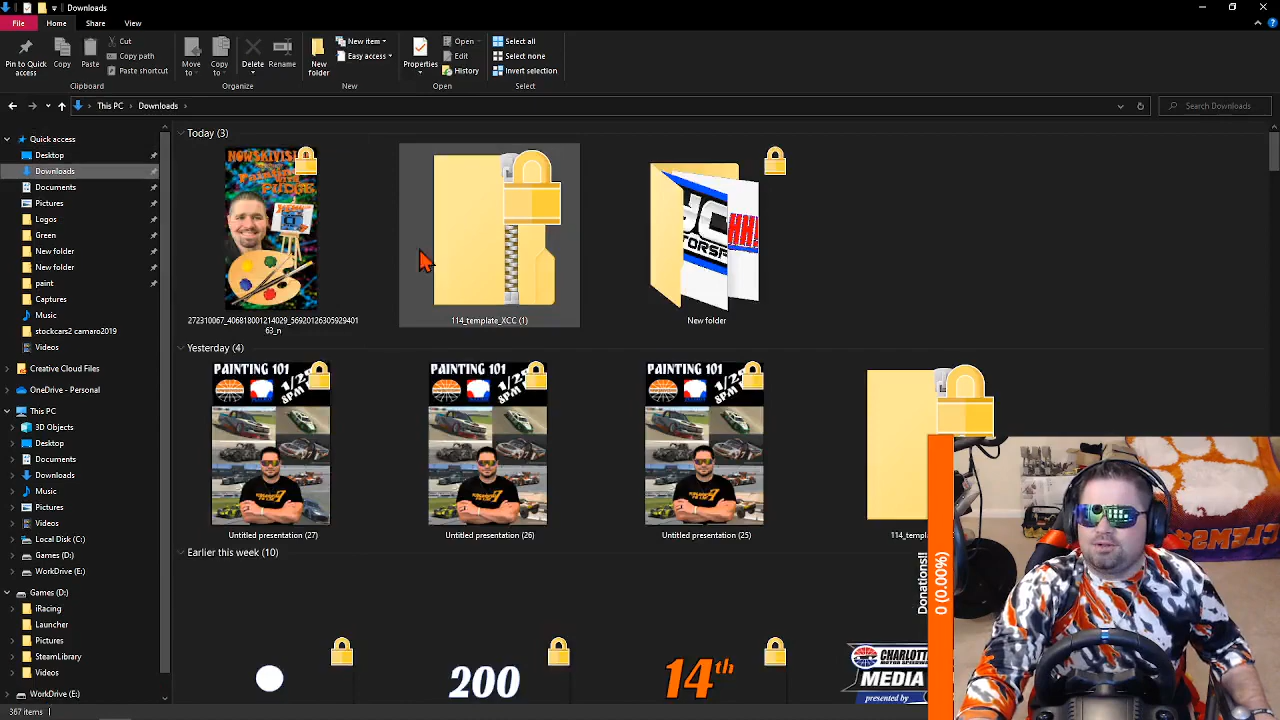 Downloads
File Home Share View
Pin to Quick access
Copy
Paste
Cut
Copy path
Paste shortcut
Clipboard
Move to
Copy to
Delete
Rename
Organize
New folder
New item
Easy access
New
Properties
Open
Edit
History
Open
Select all
Select none
Invert selection
Select
This PC > Downloads >
Search Downloads
Quick access
Desktop
Downloads
Documents
Pictures
Logos
Green
New folder
New folder
paint
Captures
Music
stockcars2 camaro2019
Videos
Create Cloud Files
OneDrive - Personal
This PC
3D Objects
Desktop
Documents
Downloads
Music
Pictures
Videos
Local Disk (C:)
Games (D:)
WorkDrive (E:)
Games (D:)
iRacing
Launcher
Pictures
SteamLibrary
Videos
WorkDrive (E:)
367 items
Today (3)
272310067_406818001214029_56920126305929401
63_n
114_template_XCC (1)
New folder
Yesterday (4)
PAINTING 101
PAINTING 101
PAINTING 101
Untitled presentation (27)
Untitled presentation (26)
Untitled presentation (25)
Earlier this week (10)
200
14th
CHARLOTTE
MEDIA
presented by
Donations!!
0 (0.00%)